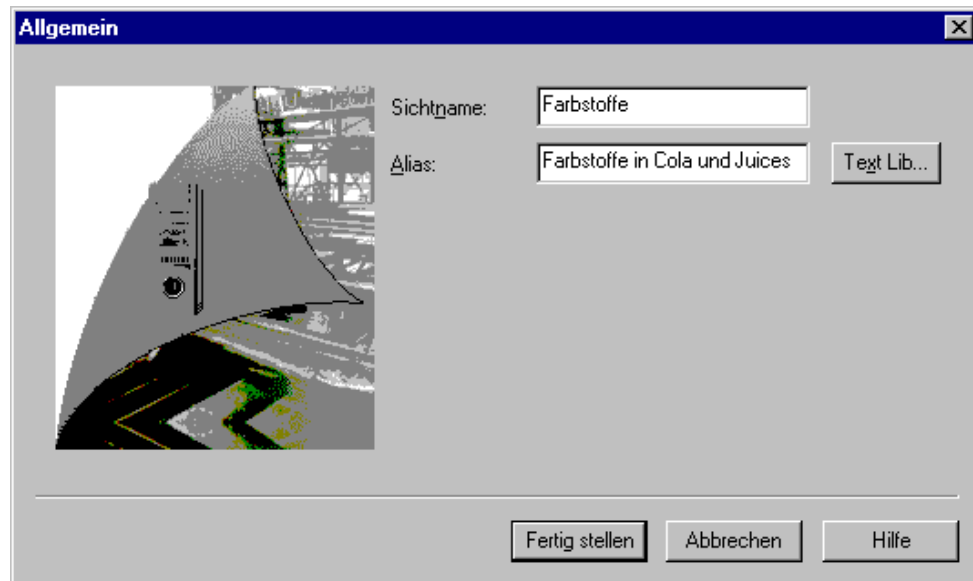 Allgemein
Sichtname: Farbstoffe
Alias: Farbstoffe in Cola und Juices Text Lib...
Fertig stellen Abbrechen Hilfe